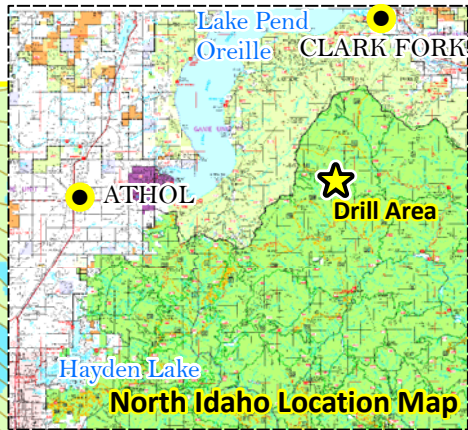 Lake Pend
Oreille
CLARK FORK
ATHOL
Drill Area
Hayden Lake
North Idaho Location Map